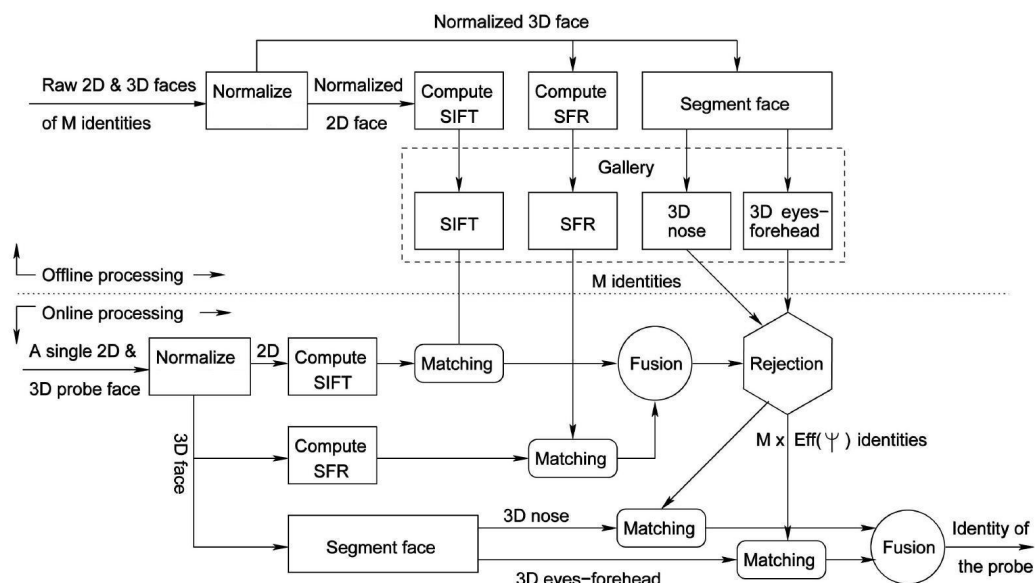 Normalized 3D face
Raw 2D & 3D faces
of M identities
Normalize
Normalized
2D face
Compute
SIFT
Compute
SFR
Segment face
Gallery
SIFT
SFR
3D
nose
3D eyes-
forehead
Offline processing
M identities
Online processing
A single 2D &
3D probe face
Normalize
2D
Compute
SIFT
Matching
Fusion
Rejection
3D face
Compute
SFR
Matching
M x Eff(Ψ) identities
Segment face
3D nose
Matching
3D eyes-forehead
Matching
Fusion
Identity of
the probe